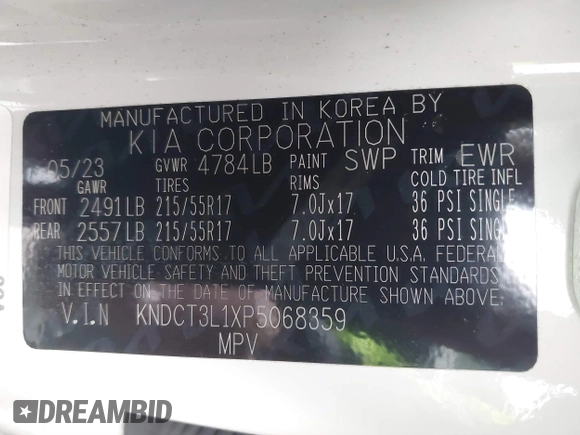 MANUFACTURED IN KOREA BY
KIA CORPORATION
05/23 GVWR 4784LB PAINT SWP TRIM EWR
GAWR TIRES RIMS COLD TIRE INFL
FRONT 2491LB 215/55R17 7.0Jx17 36 PSI SINGL
REAR 2557LB 215/55R17 7.0Jx17 36 PSI SINGL
THIS VEHICLE CONFORMS TO ALL APPLICABLE U.S.A. FEDERAL
MOTOR VEHICLE SAFETY AND THEFT PREVENTION STANDARDS
IN EFFECT ON THE DATE OF MANUFACTURE SHOWN ABOVE.
V.I.N KNDCT3L1XP5068359
MPV
DREAMBID